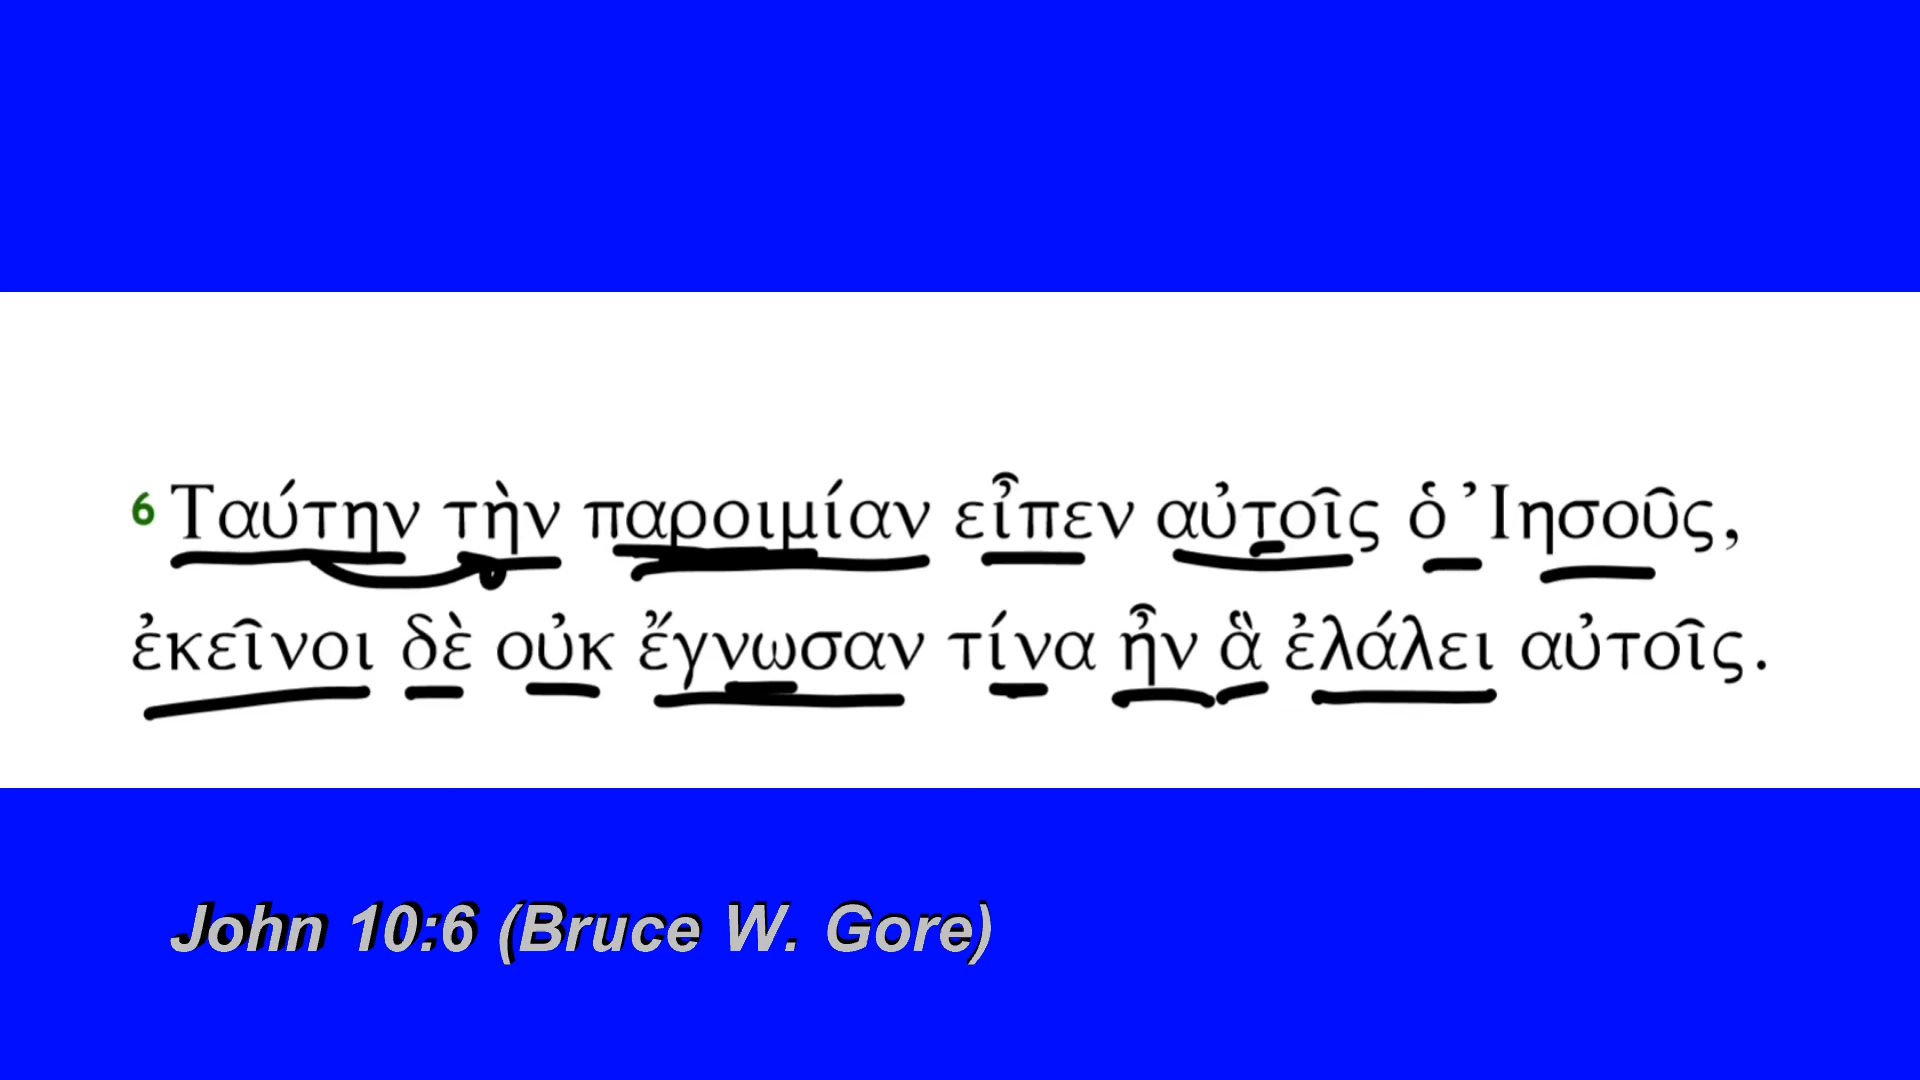 6 Ταύτην τὴν παροιμίαν εἶπεν αὐτοῖς ὁ Ἰησοῦς,
ἐκεῖνοι δὲ οὐκ ἔγνωσαν τίνα ἦν ἃ ἐλάλει αὐτοῖς.
John 10:6 (Bruce W. Gore)